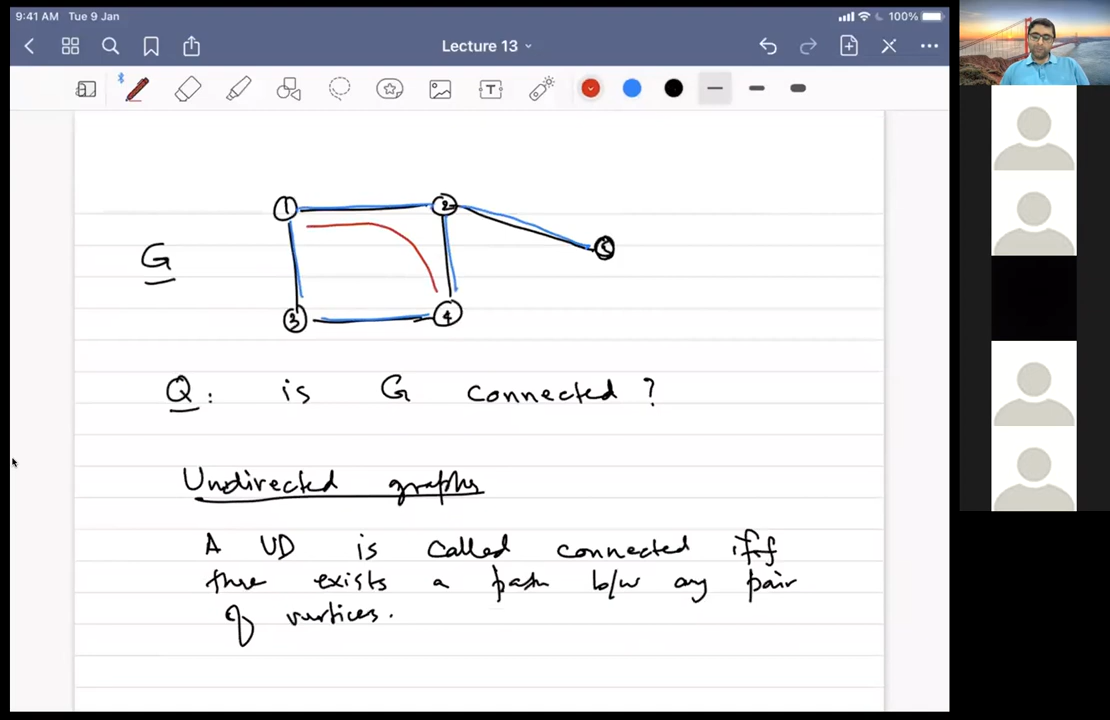 9:41 AM Tue 9 Jan
100%
Lecture 13
T
1
2
5
G
3
4
Q: is G connected?
Undirected graphs
A UD is called connected iff
there exists a path b/w any pair
of vertices.